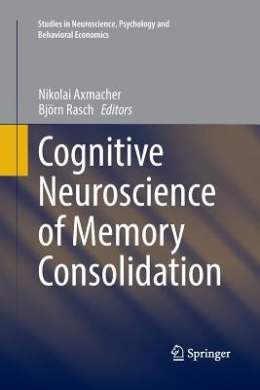 Studies in Neuroscience, Psychology and
Behavioral Economics
Nikolai Axmacher
Björn Rasch Editors
Cognitive
Neuroscience
of Memory
Consolidation
Springer